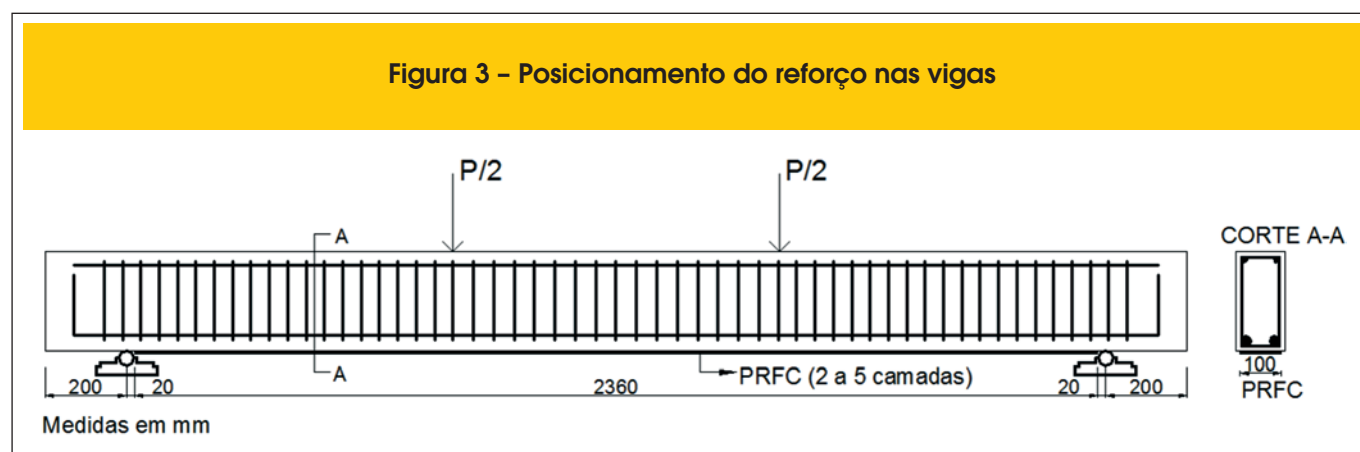 Figura 3 – Posicionamento do reforço nas vigas
P/2 P/2
A
CORTE A-A
A
PRFC (2 a 5 camadas)
100
PRFC
200 20 2360 20 200
Medidas em mm